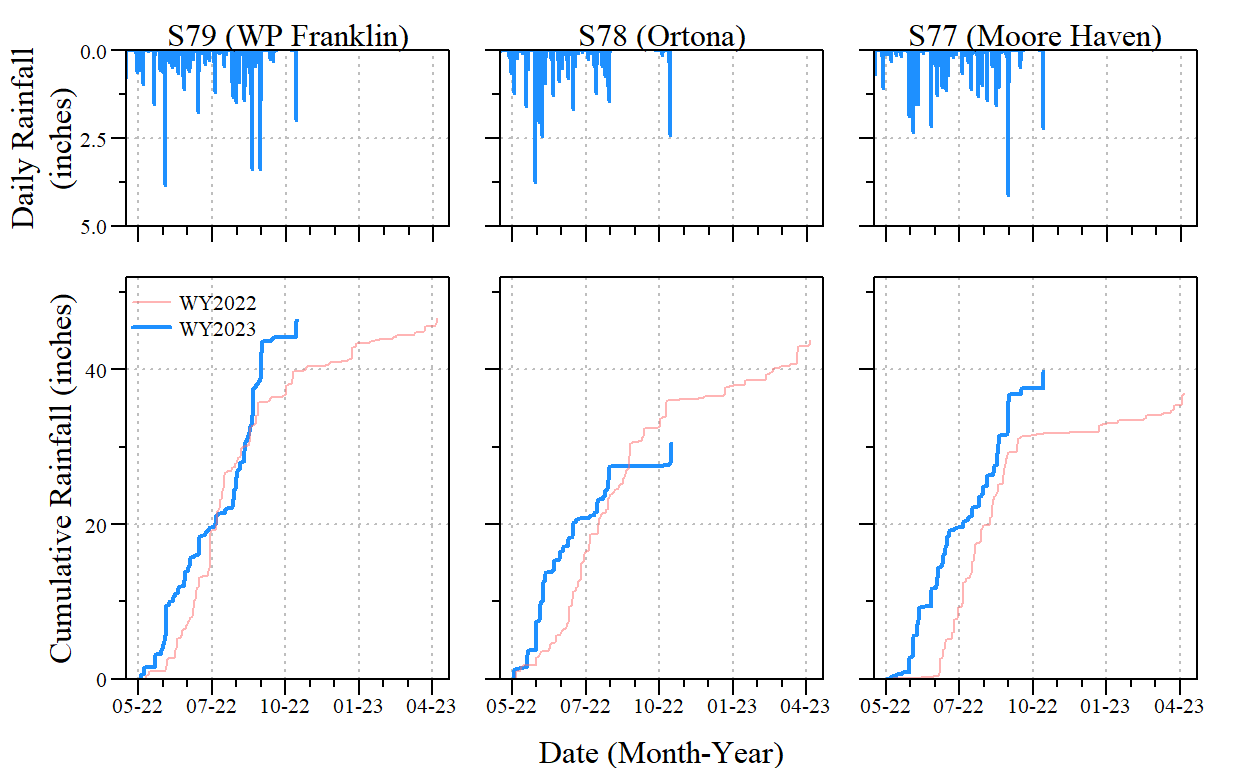 S79 (WP Franklin) S78 (Ortona) S77 (Moore Haven)
Daily Rainfall
(inches)
0.0
2.5
5.0
Cumulative Rainfall (inches)
WY2022
WY2023
40
20
0
05-22 07-22 10-22 01-23 04-23 05-22 07-22 10-22 01-23 04-23 05-22 07-22 10-22 01-23 04-23
Date (Month-Year)